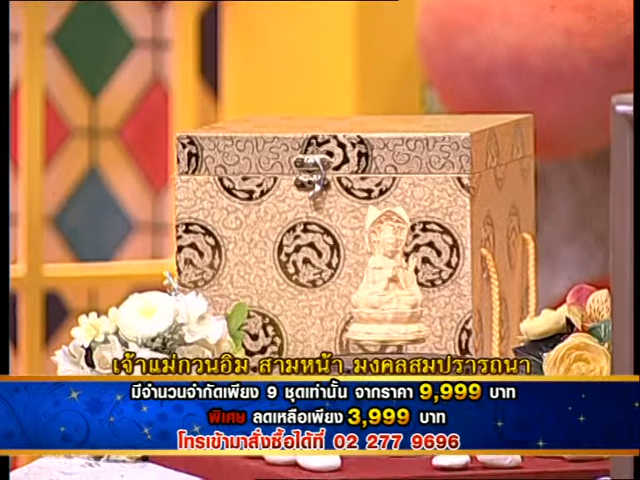 เจ้าแม่กวนอิม สามหน้า มงคลสมปรารถนา
มีจำนวนจำกัดเพียง 9 ชุดเท่านั้น จากราคา 9,999 บาท
พิเศษ ลดเหลือเพียง 3,999 บาท
โทรเข้ามาสั่งซื้อได้ที่ 02 277 9696